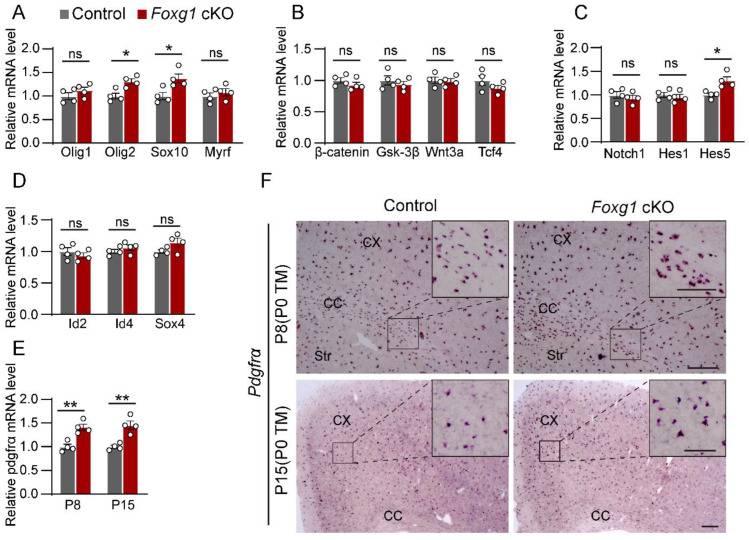 Control Foxg1 cKO
A
Relative mRNA level
2.0
1.5
1.0
0.5
0.0
ns * * ns
Olig1 Olig2 Sox10 Myrf
B
Relative mRNA level
2.0
1.5
1.0
0.5
0.0
ns ns ns ns
β-catenin Gsk-3β Wnt3a Tcf4
C
Relative mRNA level
2.0
1.5
1.0
0.5
0.0
ns ns *
Notch1 Hes1 Hes5
D
Relative mRNA level
1.5
1.0
0.5
0.0
ns ns ns
Id2 Id4 Sox4
E
Relative pdgfrα mRNA level
2.0
1.5
1.0
0.5
0.0
** **
P8 P15
F
Control Foxg1 cKO
Pdgfrα
P8(P0 TM)
CX
CC
Str
CX
CC
Str
P15(P0 TM)
CX
CC
CX
CC